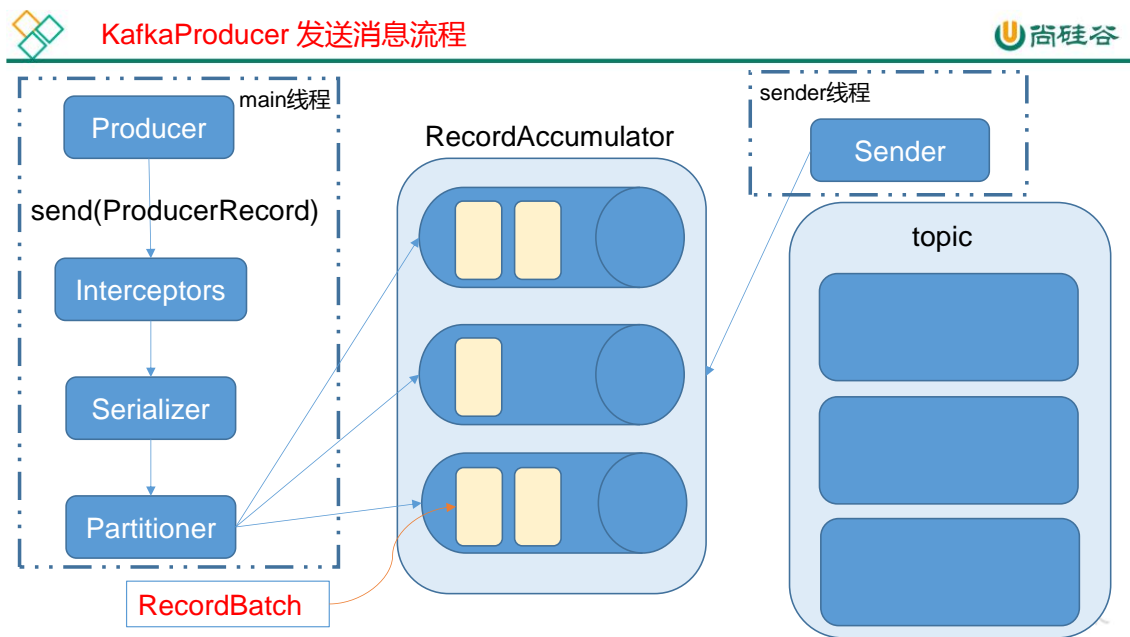 KafkaProducer 发送消息流程
尚硅谷
main线程
Producer
send(ProducerRecord)
Interceptors
Serializer
Partitioner
RecordBatch
RecordAccumulator
sender线程
Sender
topic